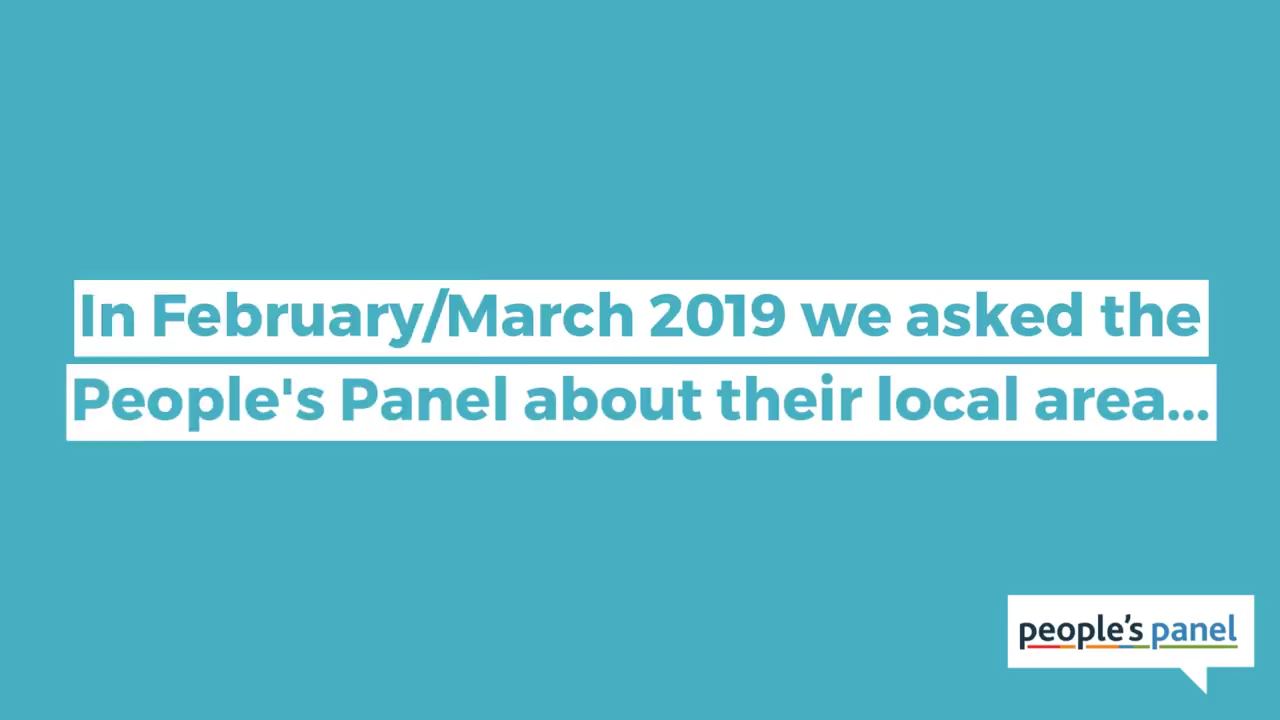 In February/March 2019 we asked the
People's Panel about their local area...
people's panel